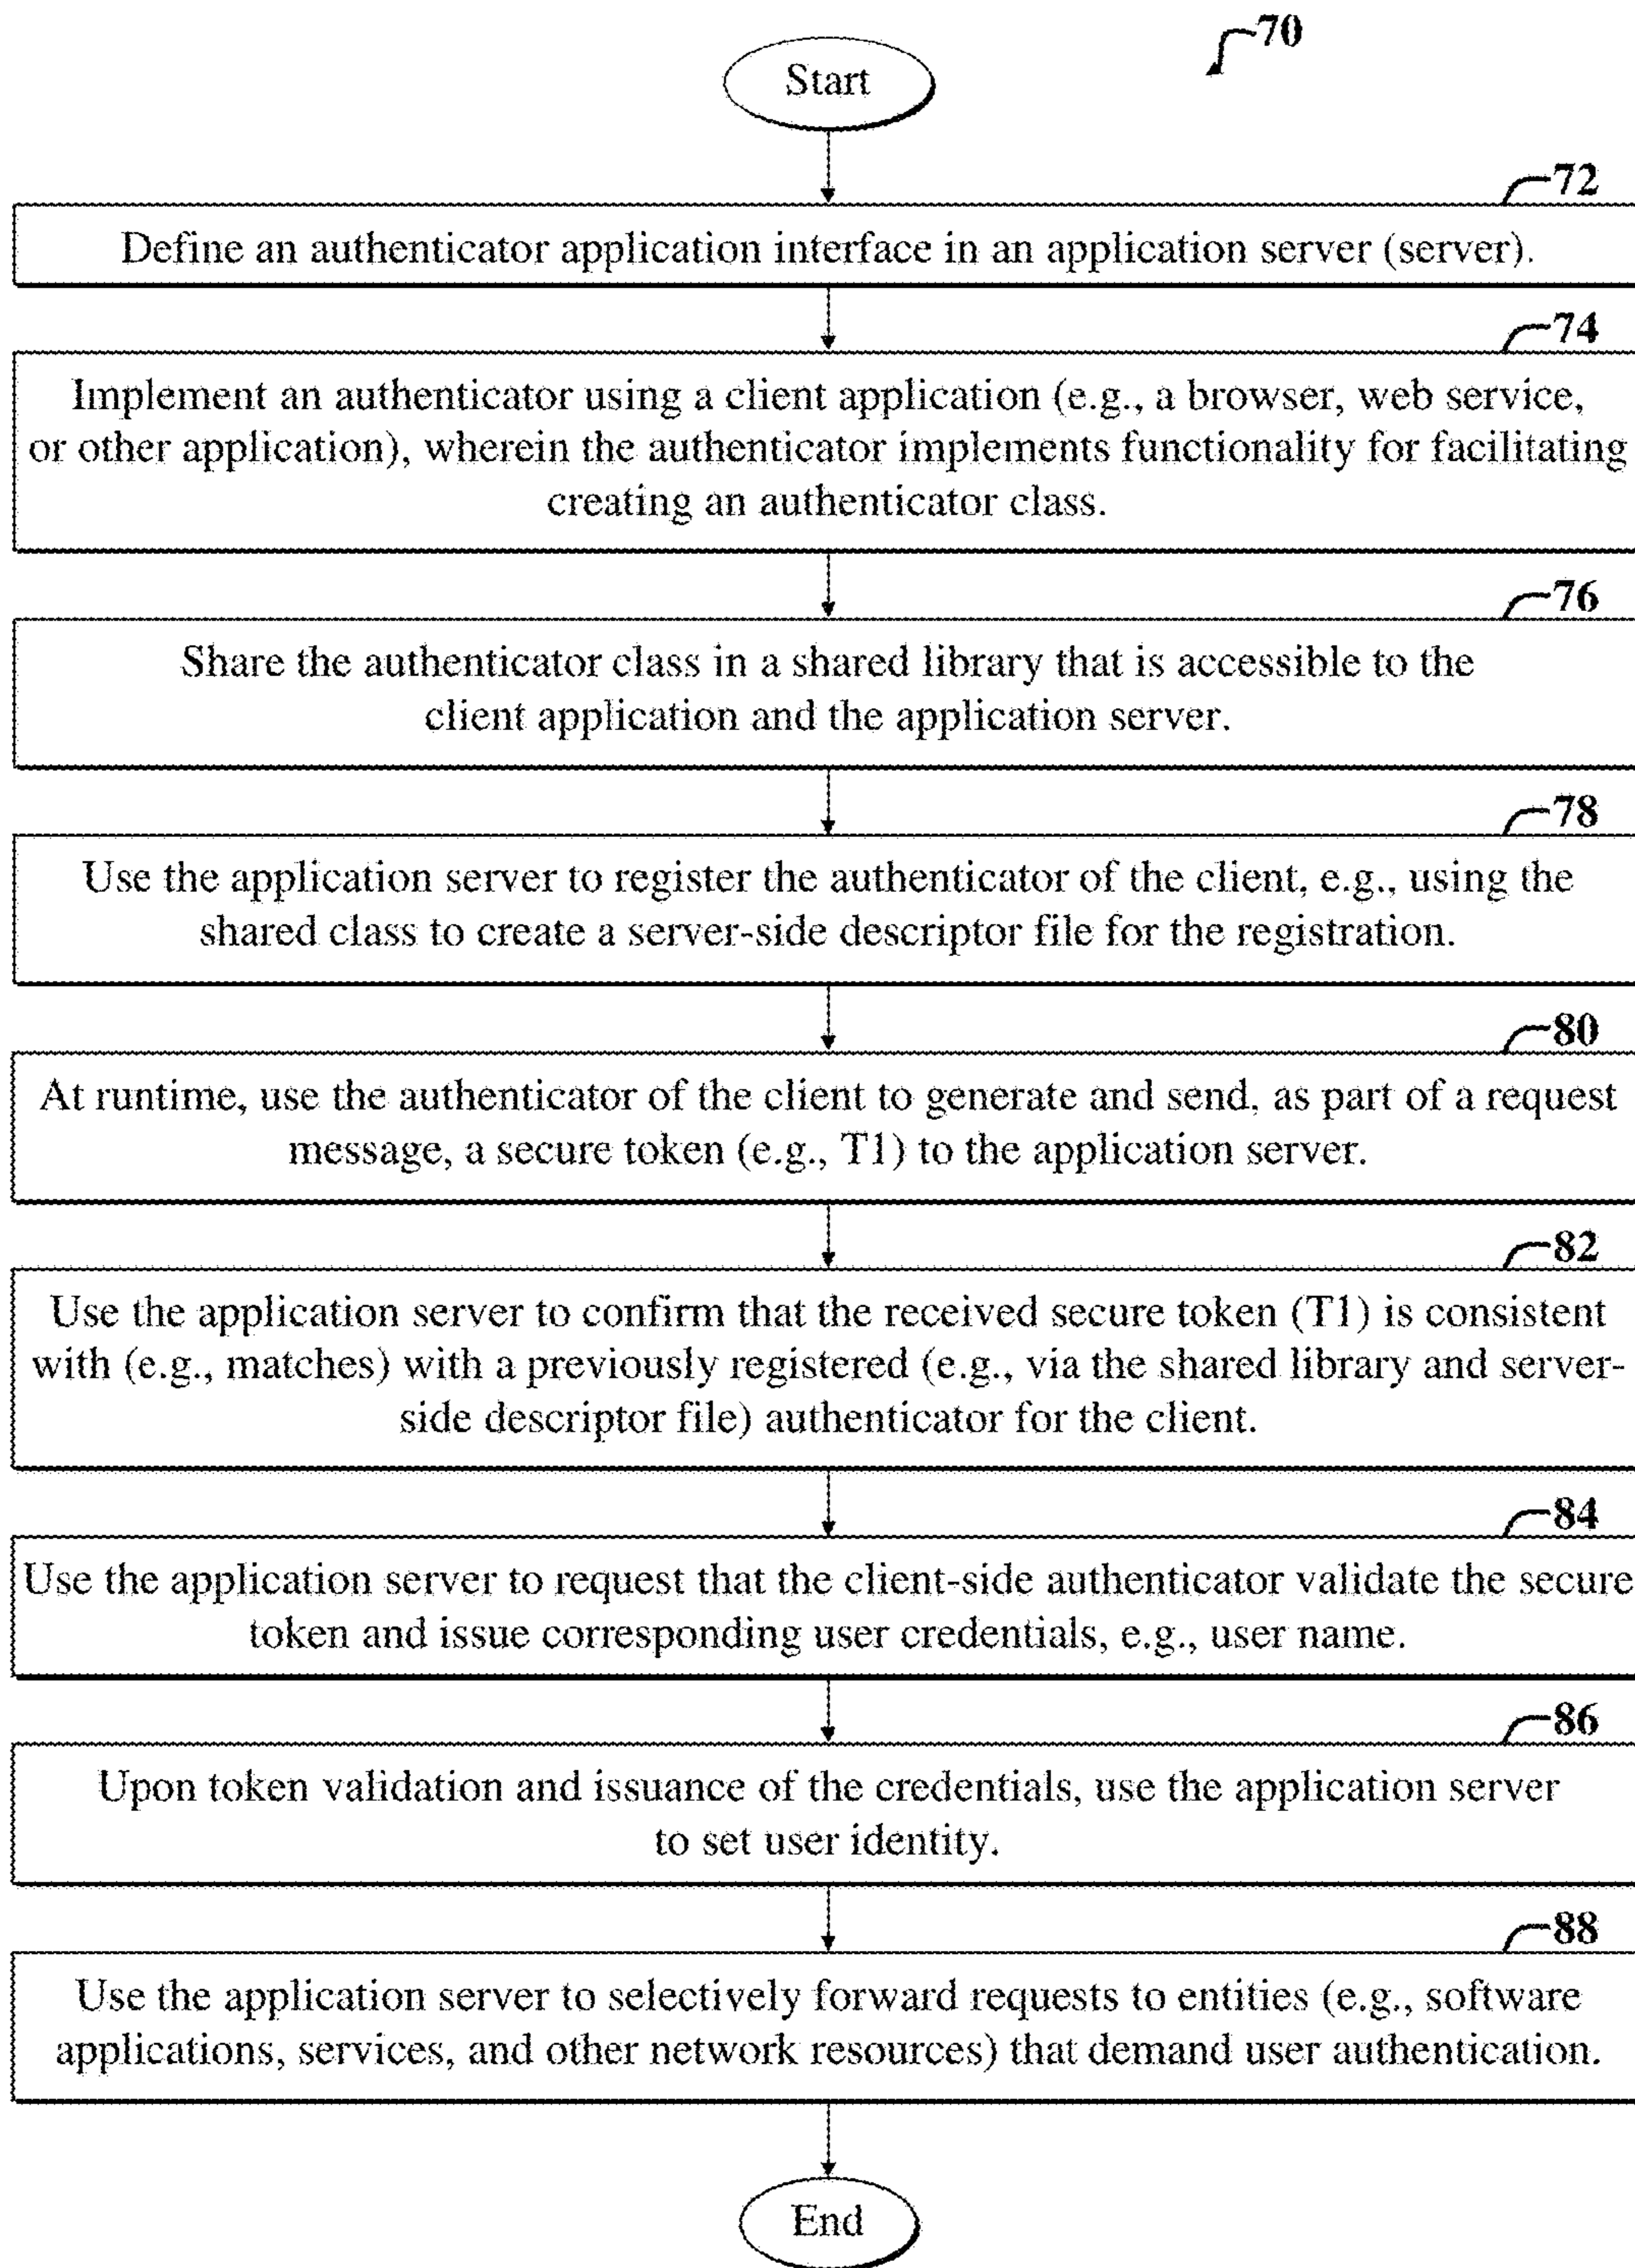 70
Start
72
Define an authenticator application interface in an application server (server).
74
Implement an authenticator using a client application (e.g., a browser, web service,
or other application), wherein the authenticator implements functionality for facilitating
creating an authenticator class.
76
Share the authenticator class in a shared library that is accessible to the
client application and the application server.
78
Use the application server to register the authenticator of the client, e.g., using the
shared class to create a server-side descriptor file for the registration.
80
At runtime, use the authenticator of the client to generate and send, as part of a request
message, a secure token (e.g., T1) to the application server.
82
Use the application server to confirm that the received secure token (T1) is consistent
with (e.g., matches) with a previously registered (e.g., via the shared library and server-
side descriptor file) authenticator for the client.
84
Use the application server to request that the client-side authenticator validate the secure
token and issue corresponding user credentials, e.g., user name.
86
Upon token validation and issuance of the credentials, use the application server
to set user identity.
88
Use the application server to selectively forward requests to entities (e.g., software
applications, services, and other network resources) that demand user authentication.
End